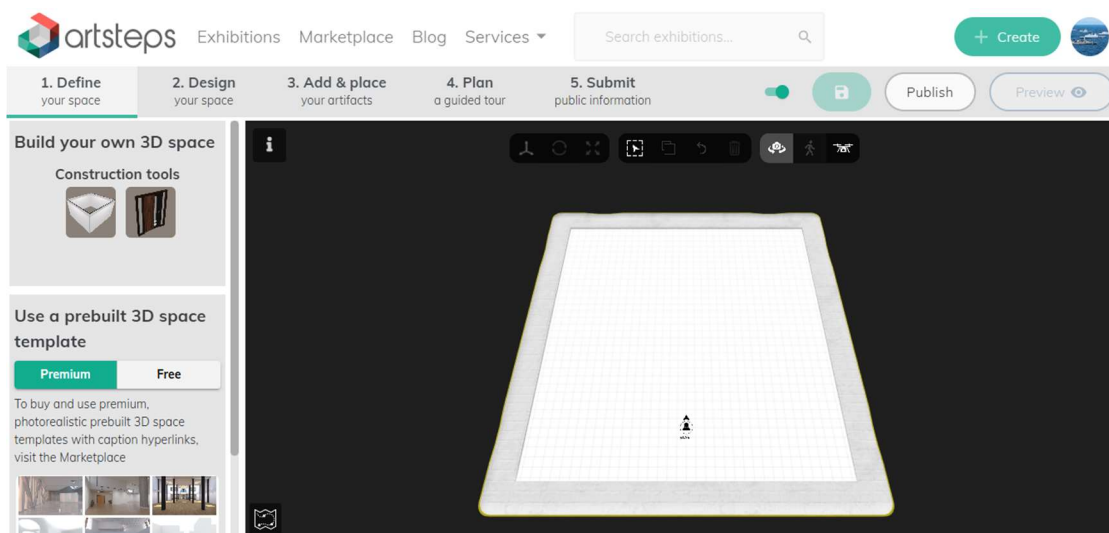 artsteps Exhibitions Marketplace Blog Services Search exhibitions... + Create
1. Define 2. Design 3. Add & place 4. Plan 5. Submit
your space your space your artifacts a guided tour public information
Publish Preview
Build your own 3D space
Construction tools
Use a prebuilt 3D space
template
Premium Free
To buy and use premium,
photorealistic prebuilt 3D space
templates with caption hyperlinks,
visit the Marketplace
i